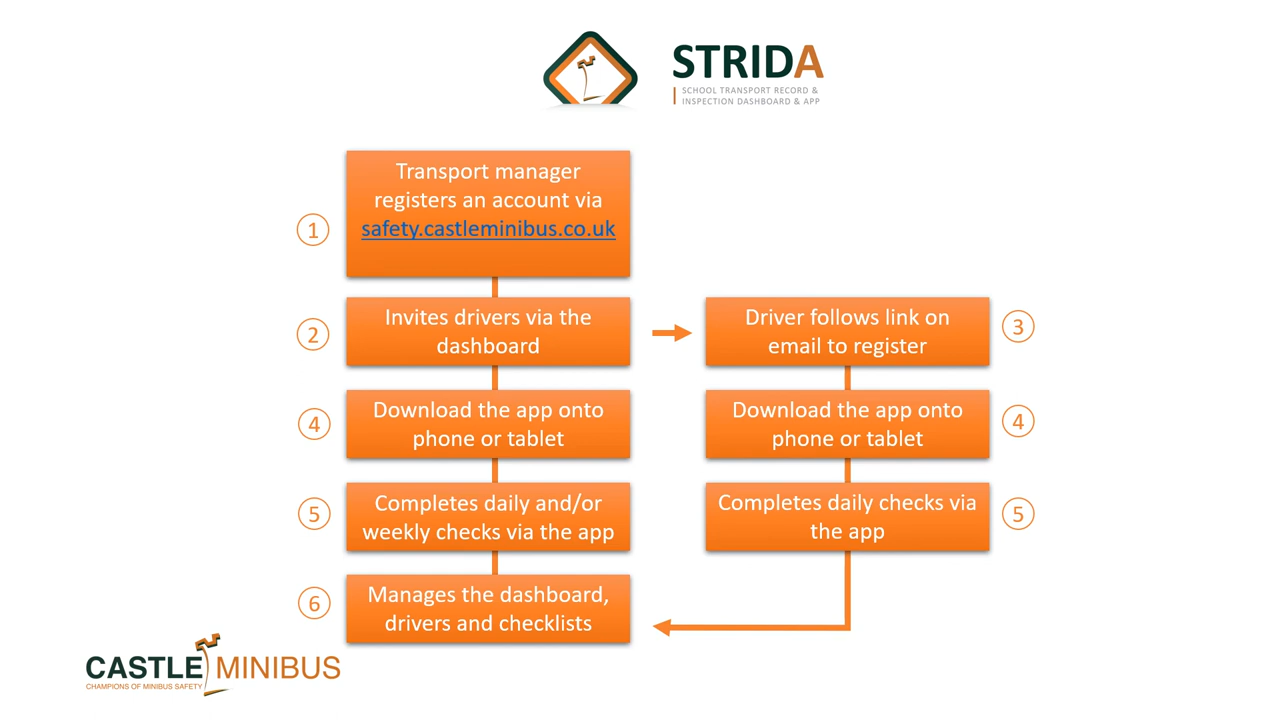 STRIDA
SCHOOL TRANSPORT RECORD &
INSPECTION DASHBOARD & APP
1
Transport manager
registers an account via
safety.castleminibus.co.uk
2
Invites drivers via the
dashboard
Driver follows link on
email to register
3
4
Download the app onto
phone or tablet
Download the app onto
phone or tablet
4
5
Completes daily and/or
weekly checks via the app
Completes daily checks via
the app
5
6
Manages the dashboard,
drivers and checklists
CASTLE MINIBUS
CHAMPIONS OF MINIBUS SAFETY